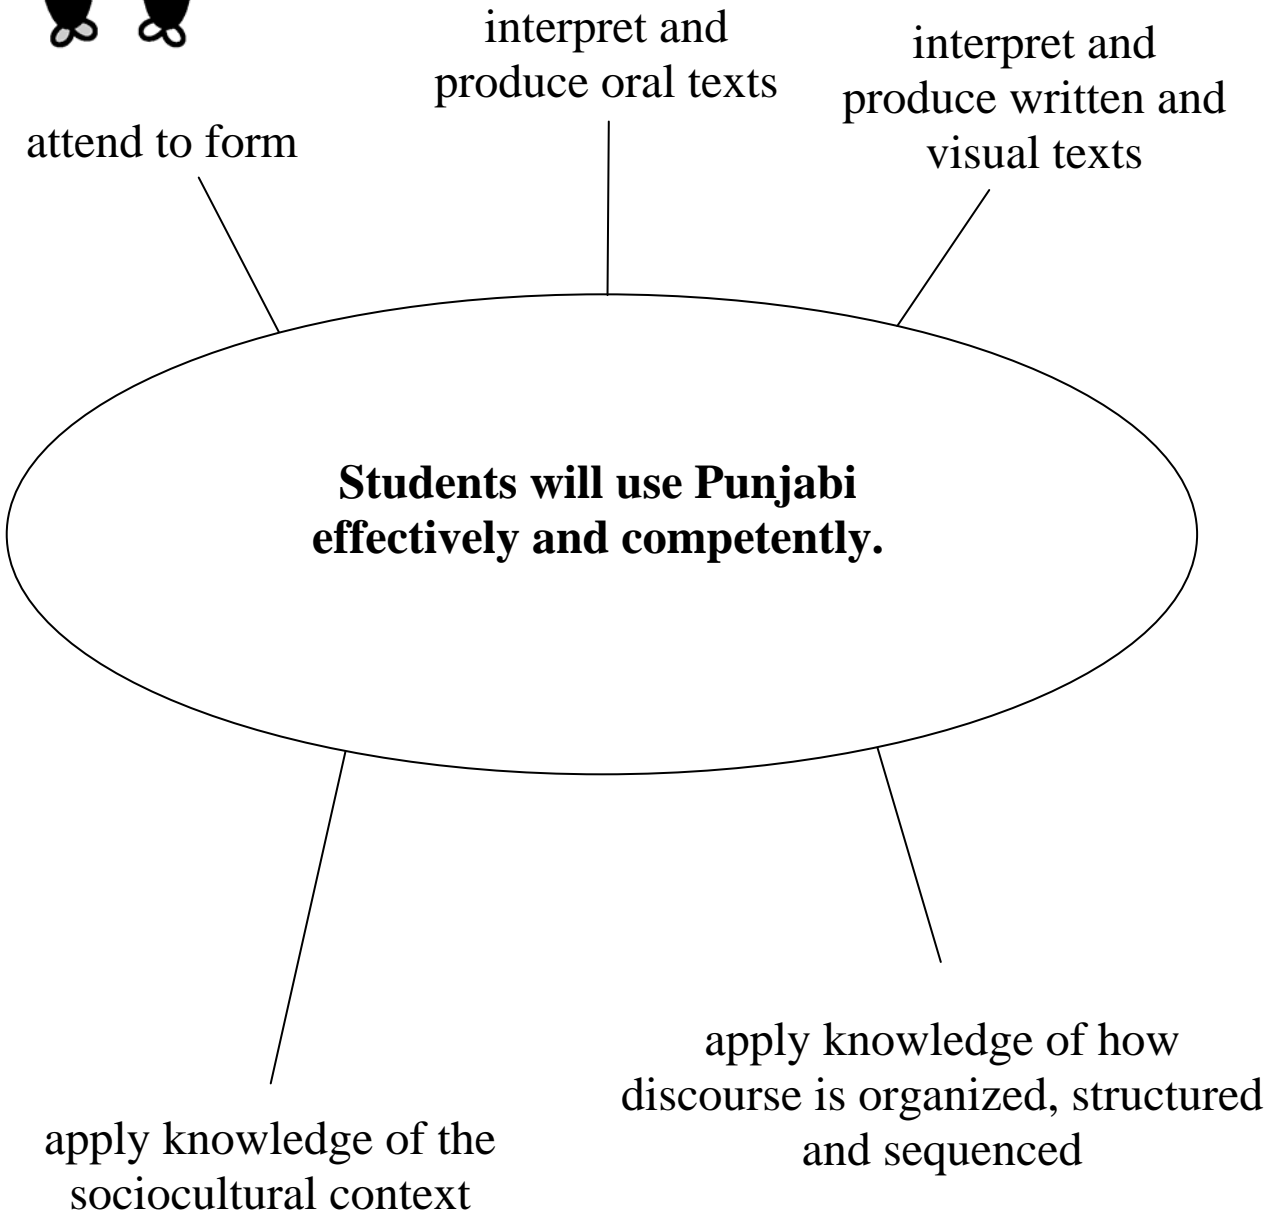 attend to form
interpret and
produce oral texts
interpret and
produce written and
visual texts
Students will use Punjabi
effectively and competently.
apply knowledge of the
sociocultural context
apply knowledge of how
discourse is organized, structured
and sequenced